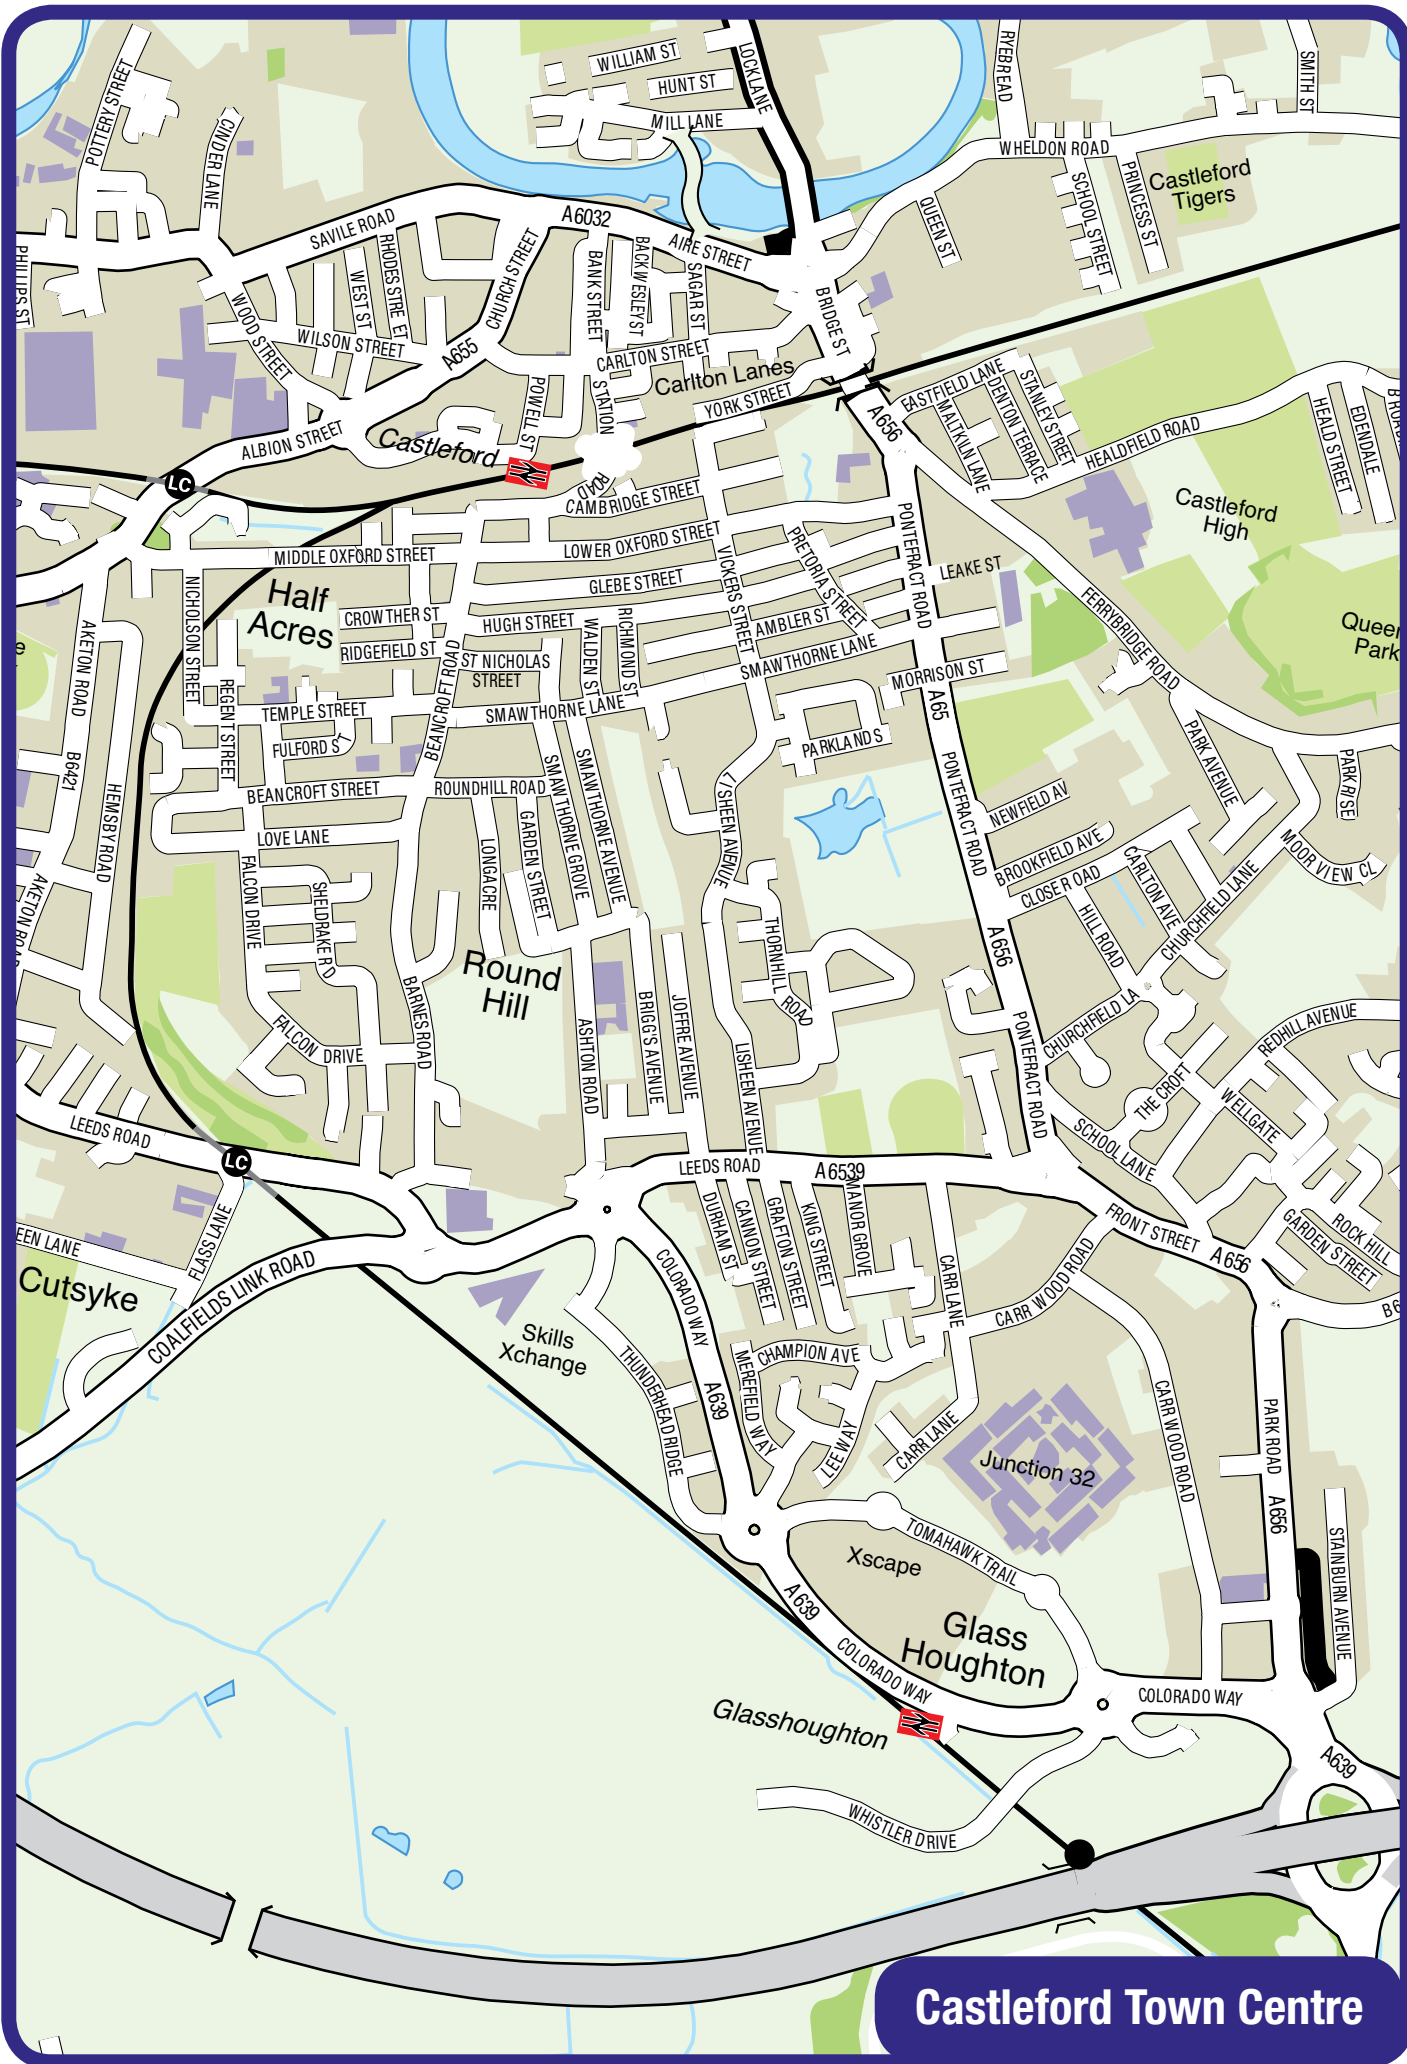 WILLIAM ST
HUNT ST
MILL LANE
LOCK LANE
RYEBREAD
SMITH ST
POTTERY STREET
CINDER LANE
WHELDON ROAD
Castleford
Tigers
SCHOOL STREET
PRINCESS ST
QUEEN ST
SAVILE ROAD
A6032
AIRE STREET
PHILLIPS ST
RHODES STREET
WEST ST
CHURCH STREET
BANK STREET
BACK WESLEY ST
SAGAR ST
BRIDGE ST
WOOD STREET
WILSON STREET
A655
CARLTON STREET
Carlton Lanes
YORK STREET
POWELL ST
STATION
ROAD
A656
EASTFIELD LANE
MALTKILN LANE
DENTON TERRACE
STANLEY STREET
HEALDFIELD ROAD
HEALD STREET
EDENDALE
ALBION STREET
Castleford
LC
CAMBRIDGE STREET
Castleford
High
MIDDLE OXFORD STREET
LOWER OXFORD STREET
PRETORIA STREET
PONTEFRACT ROAD
LEAKE ST
Half
Acres
GLEBE STREET
VICKERS STREET
FERRYBRIDGE ROAD
NICHOLSON STREET
CROWTHER ST
HUGH STREET
RICHMOND ST
WALDEN ST
AMBLER ST
SMAWTHORNE LANE
AKETON ROAD
RIDGEFIELD ST
ST NICHOLAS
STREET
MORRISON ST
Queen
Park
REGENT STREET
TEMPLE STREET
BEANCROFT ROAD
SMAWTHORNE LANE
A65
PARKLANDS
FULFORD ST
B6421
PARK AVENUE
PARK RISE
HEMSBY ROAD
BEANCROFT STREET
ROUNDHILL ROAD
SMAWTHORNE GROVE
SMAWTHORNE AVENUE
SHEEN AVENUE
PONTEFRACT ROAD
NEWFIELD AV
LOVE LANE
LONGACRE
GARDEN STREET
BROOKFIELD AVE
CLOSE ROAD
CARLTON AVE
MOOR VIEW CL
AKETON ROAD
FALCON DRIVE
SHELDRAKE RD
CHURCHFIELD LANE
HILL ROAD
A656
Round
Hill
THORNHILL
ROAD
BARNES ROAD
BRIGG'S AVENUE
JOFFRE AVENUE
ASHTON ROAD
LISHEEN AVENUE
FALCON DRIVE
CHURCHFIELD LA
PONTEFRACT ROAD
REDHILL AVENUE
THE CROFT
WELLGATE
SCHOOL LANE
LEEDS ROAD
LC
LEEDS ROAD
A6539
MANOR GROVE
DURHAM ST
CANNON STREET
GRAFTON STREET
KING STREET
FRONT STREET
A656
GARDEN STREET
ROCK HILL
EEN LANE
FLASS LANE
Cutsyke
COALFIELDS LINK ROAD
COLORADO WAY
CARR LANE
CARR WOOD ROAD
Skills
Xchange
THUNDERHEAD RIDGE
A639
MEREFIELD WAY
CHAMPION AVE
LEE WAY
CARR LANE
Junction 32
CARR WOOD ROAD
PARK ROAD
A656
STAINBURN AVENUE
Xscape
TOMAHAWK TRAIL
A639
Glass
Houghton
COLORADO WAY
COLORADO WAY
Glasshoughton
A639
WHISTLER DRIVE
Castleford Town Centre